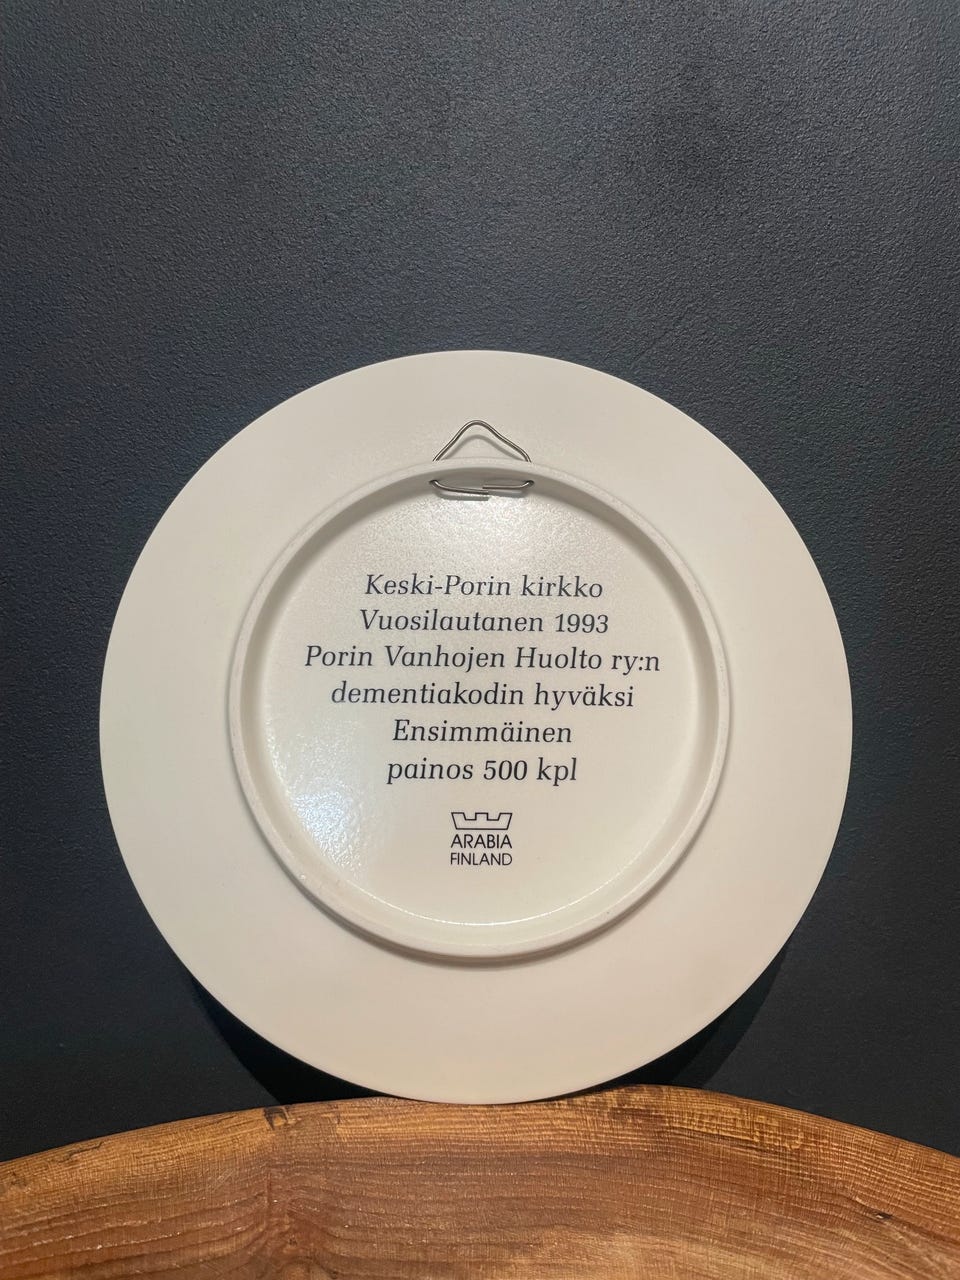 Keski-Porin kirkko
Vuosilautanen 1993
Porin Vanhojen Huolto ry:n
dementiakodin hyväksi
Ensimmäinen
painos 500 kpl
ARABIA
FINLAND